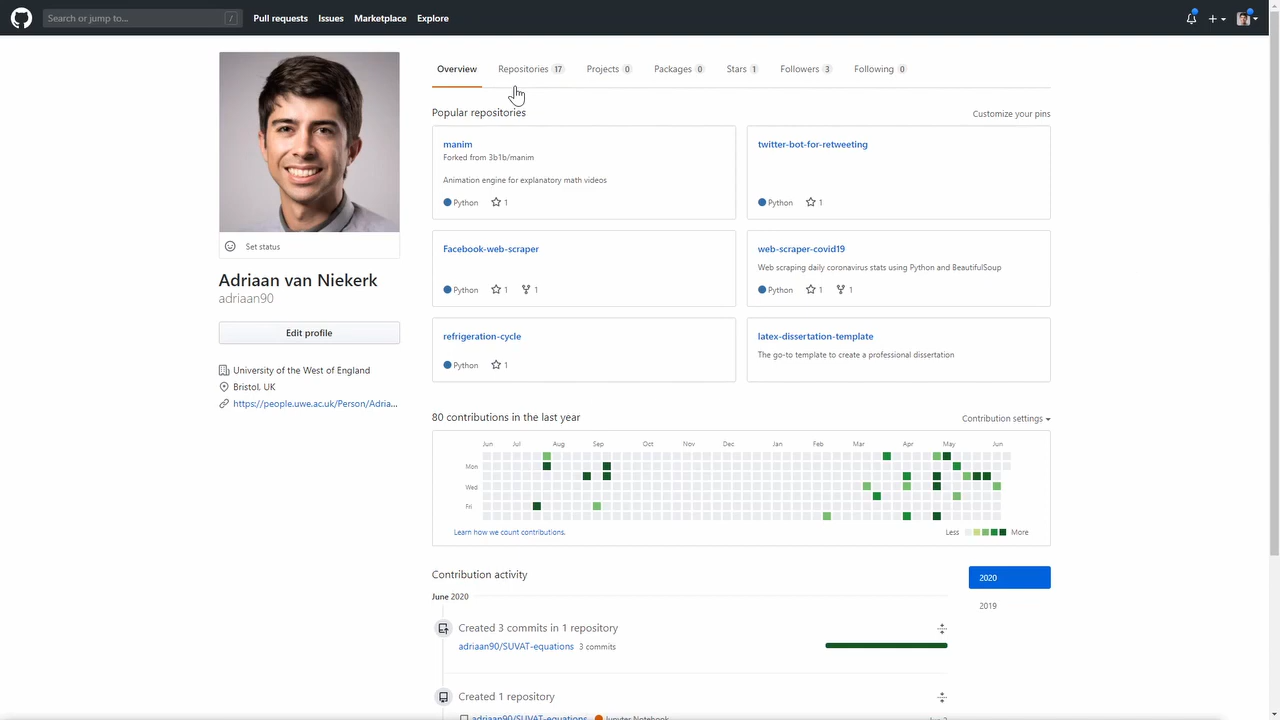 Search or jump to... /
Pull requests Issues Marketplace Explore
Overview Repositories 17 Projects 0 Packages 0 Stars 1 Followers 3 Following 0
Popular repositories
Customize your pins
manim
Forked from 3b1b/manim
Animation engine for explanatory math videos
Python 1
twitter-bot-for-retweeting
Python 1
Facebook-web-scraper
Python 1 1
web-scraper-covid19
Web scraping daily coronavirus stats using Python and BeautifulSoup
Python 1 1
refrigeration-cycle
Python 1
latex-dissertation-template
The go-to template to create a professional dissertation
Set status
Adriaan van Niekerk
adriaan90
Edit profile
University of the West of England
Bristol, UK
https://people.uwe.ac.uk/Person/Adria...
80 contributions in the last year
Contribution settings
Jun Jul Aug Sep Oct Nov Dec Jan Feb Mar Apr May Jun
Mon
Wed
Fri
Learn how we count contributions.
Less More
Contribution activity
2020
2019
June 2020
Created 3 commits in 1 repository
adriaan90/SUVAT-equations 3 commits
Created 1 repository
adriaan90/SUVAT-equations Jupyter Notebook